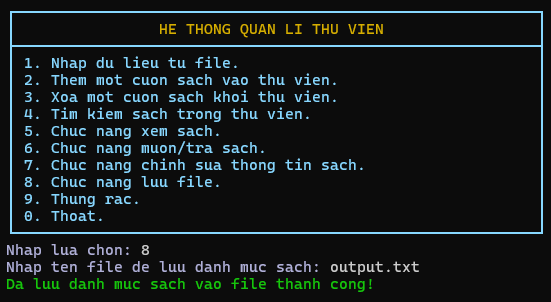 HE THONG QUAN LI THU VIEN
1. Nhap du lieu tu file.
2. Them mot cuon sach vao thu vien.
3. Xoa mot cuon sach khoi thu vien.
4. Tim kiem sach trong thu vien.
5. Chuc nang xem sach.
6. Chuc nang muon/tra sach.
7. Chuc nang chinh sua thong tin sach.
8. Chuc nang luu file.
9. Thung rac.
0. Thoat.
Nhap lua chon: 8
Nhap ten file de luu danh muc sach: output.txt
Da luu danh muc sach vao file thanh cong!